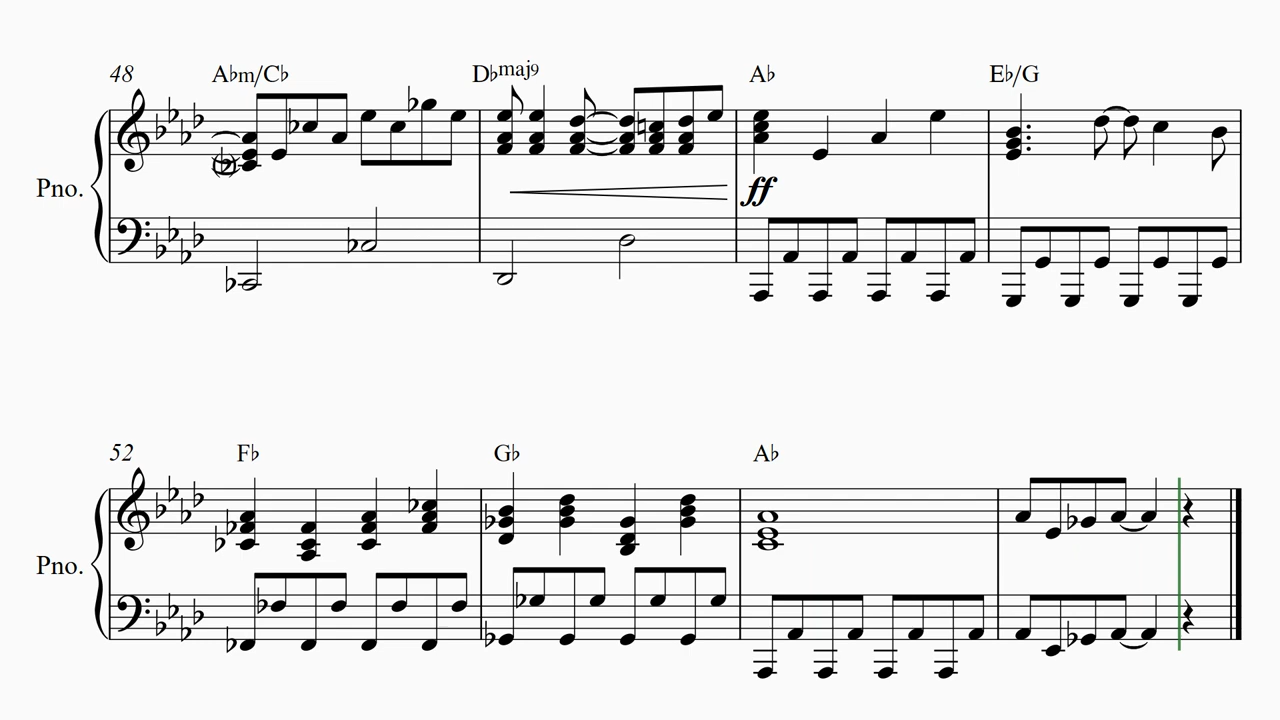 48 A♭m/C♭ D♭maj9 A♭ E♭/G
Pno.
ff
52 F♭ G♭ A♭
Pno.